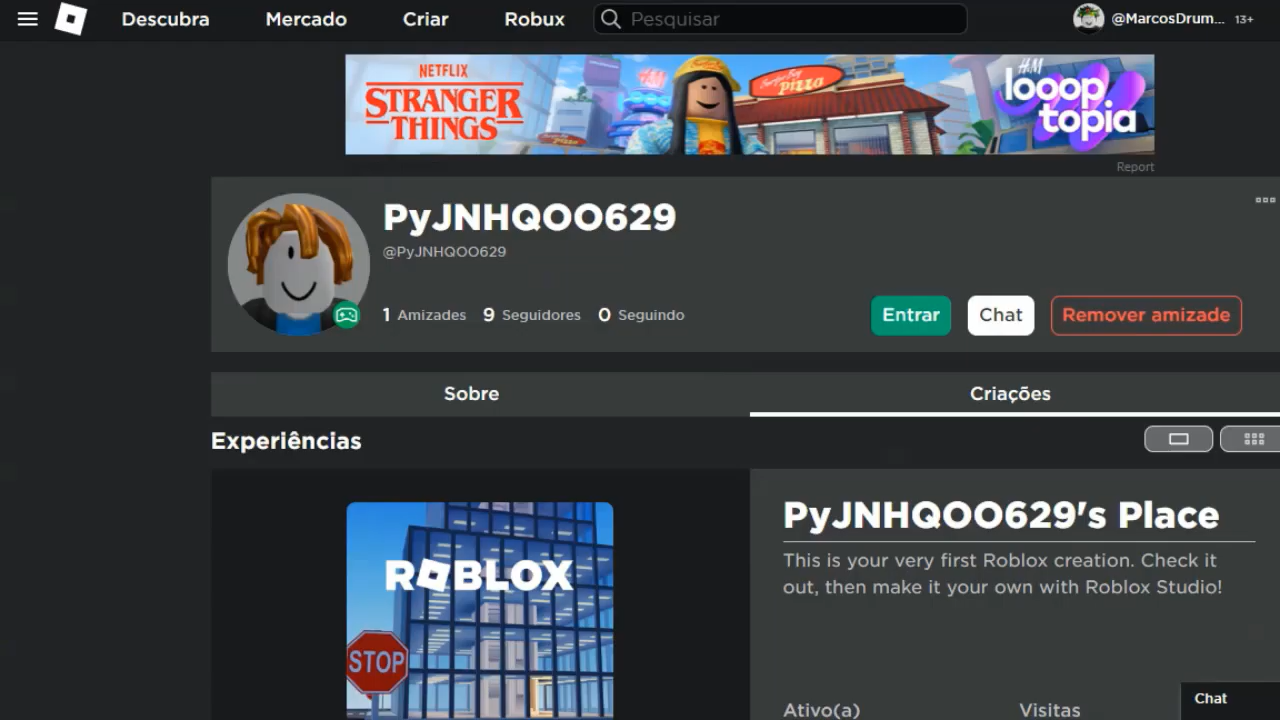 Descubra Mercado Criar Robux Pesquisar @MarcosDrum... 13+
NETFLIX
STRANGER
THINGS
Surfer Boy
pizza
H&M
looop
topia
Report
PyJNHQOO629
@PyJNHQOO629
1 Amizades 9 Seguidores 0 Seguindo Entrar Chat Remover amizade
Sobre Criações
Experiências
PyJNHQOO629's Place
This is your very first Roblox creation. Check it
out, then make it your own with Roblox Studio!
ROBLOX
STOP
Ativo(a) Visitas
Chat